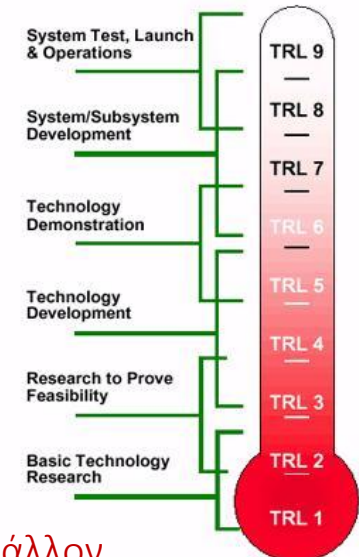 System Test, Launch
& Operations
System/Subsystem
Development
Technology
Demonstration
Technology
Development
Research to Prove
Feasibility
Basic Technology
Research
TRL 9
TRL 8
TRL 7
TRL 6
TRL 5
TRL 4
TRL 3
TRL 2
TRL 1